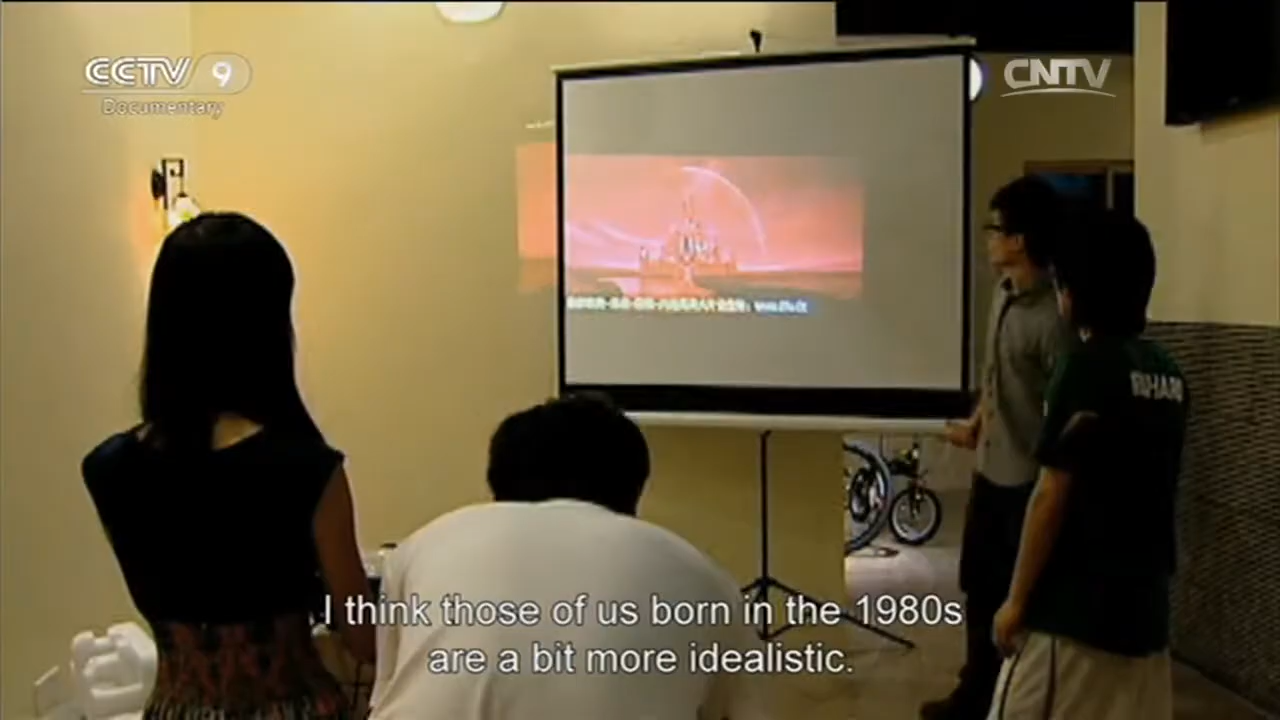 CCTV 9
Documentary
CNTV
I think those of us born in the 1980s
are a bit more idealistic.